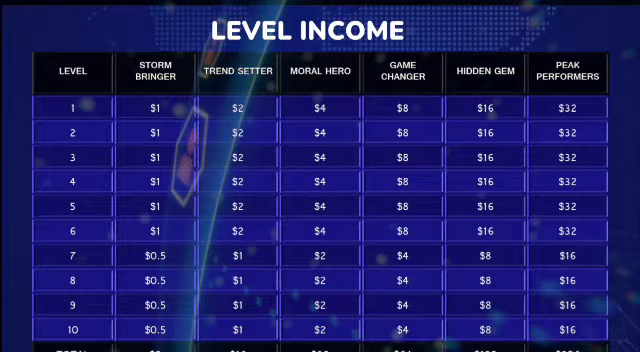 LEVEL INCOME
LEVEL STORM BRINGER TREND SETTER MORAL HERO GAME CHANGER HIDDEN GEM PEAK PERFORMERS
1 $1 $2 $4 $8 $16 $32
2 $1 $2 $4 $8 $16 $32
3 $1 $2 $4 $8 $16 $32
4 $1 $2 $4 $8 $16 $32
5 $1 $2 $4 $8 $16 $32
6 $1 $2 $4 $8 $16 $32
7 $0.5 $1 $2 $4 $8 $16
8 $0.5 $1 $2 $4 $8 $16
9 $0.5 $1 $2 $4 $8 $16
10 $0.5 $1 $2 $4 $8 $16